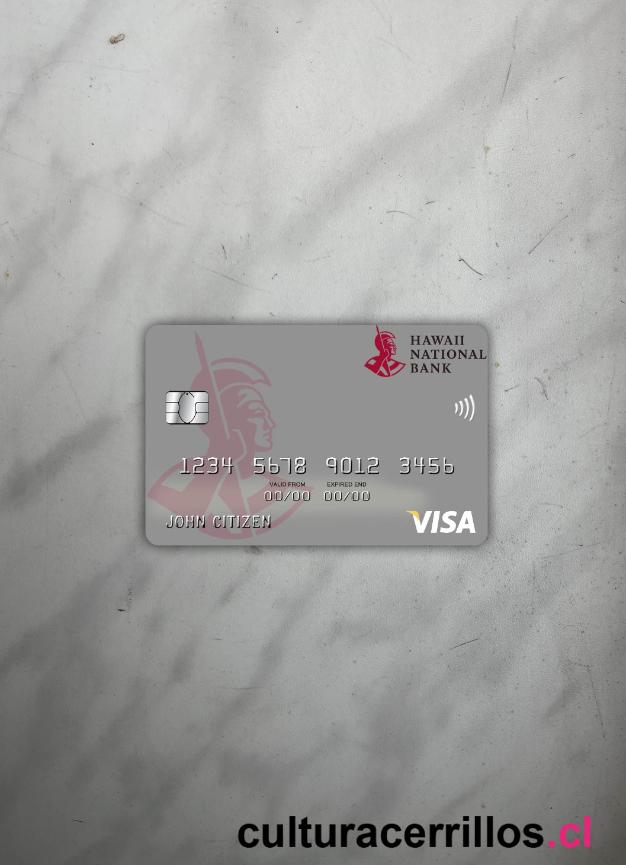 HAWAII
NATIONAL
BANK
1234 5678 9012 3456
VALID FROM EXPIRED END
00/00 00/00
JOHN CITIZEN
VISA
culturacerrillos.cl